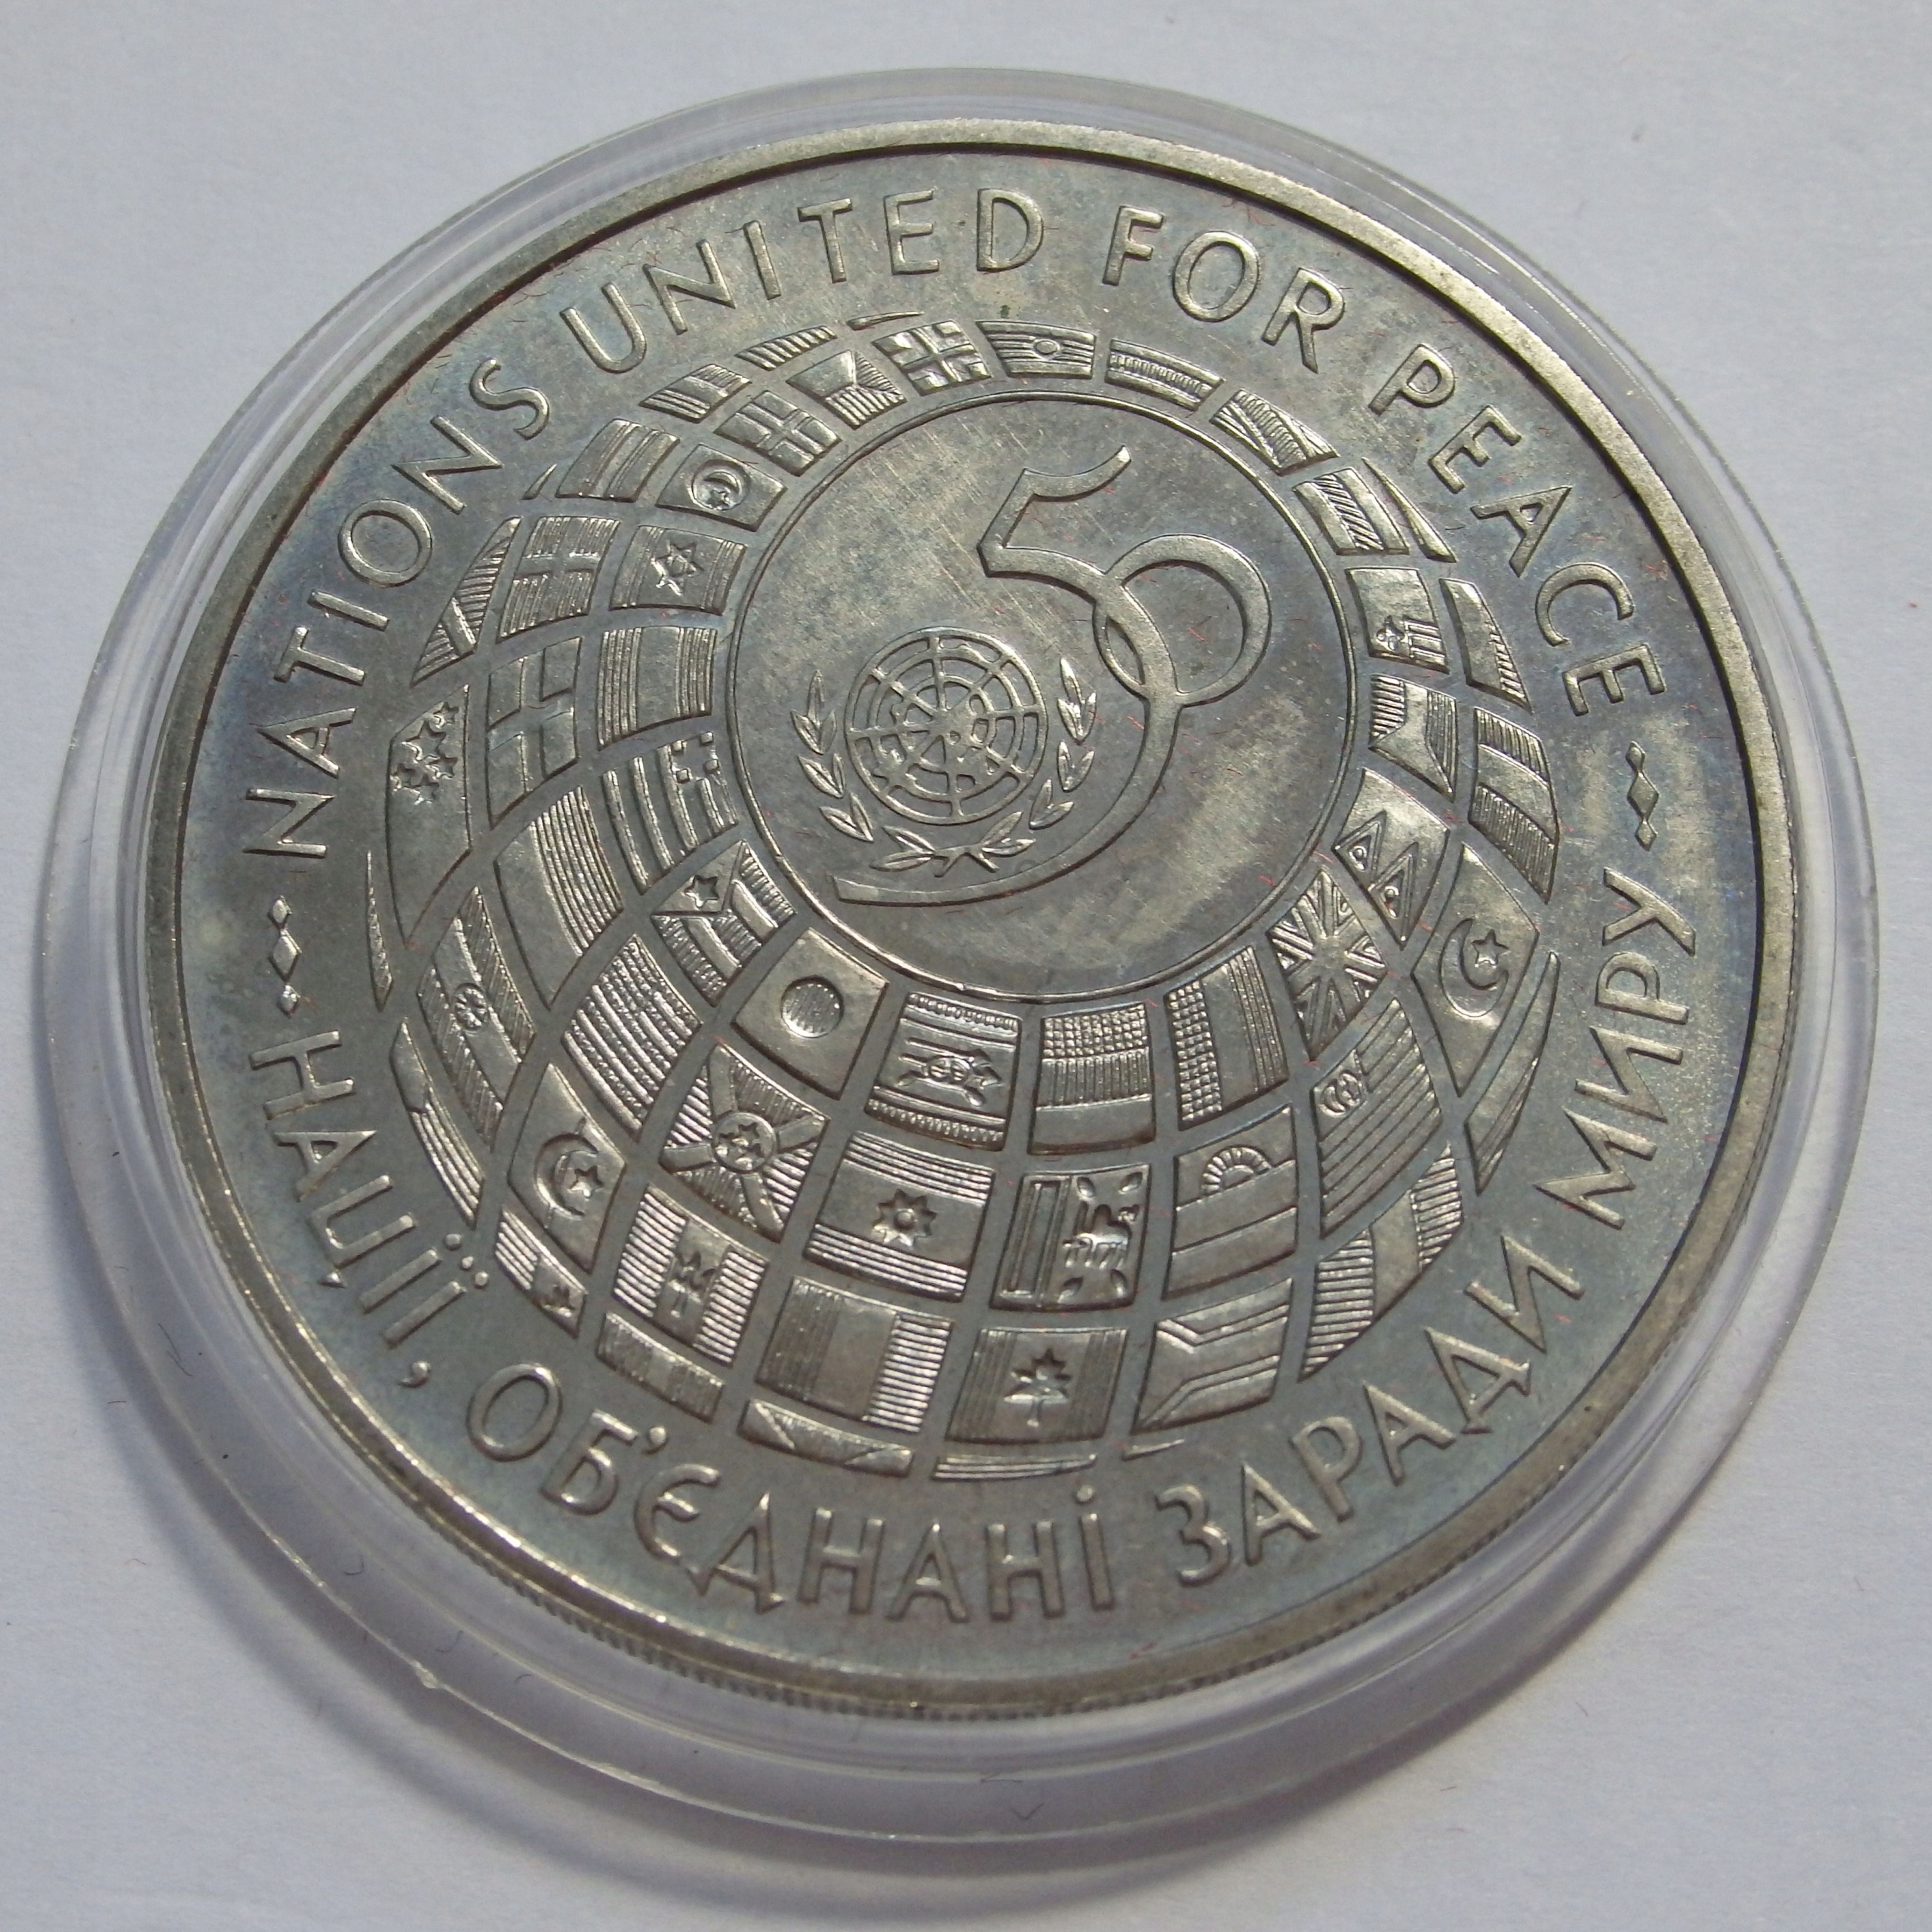 NATIONS UNITED FOR PEACE
50
НАЦІЇ, ОБ'ЄДНАНІ ЗАРАДИ МИРУ